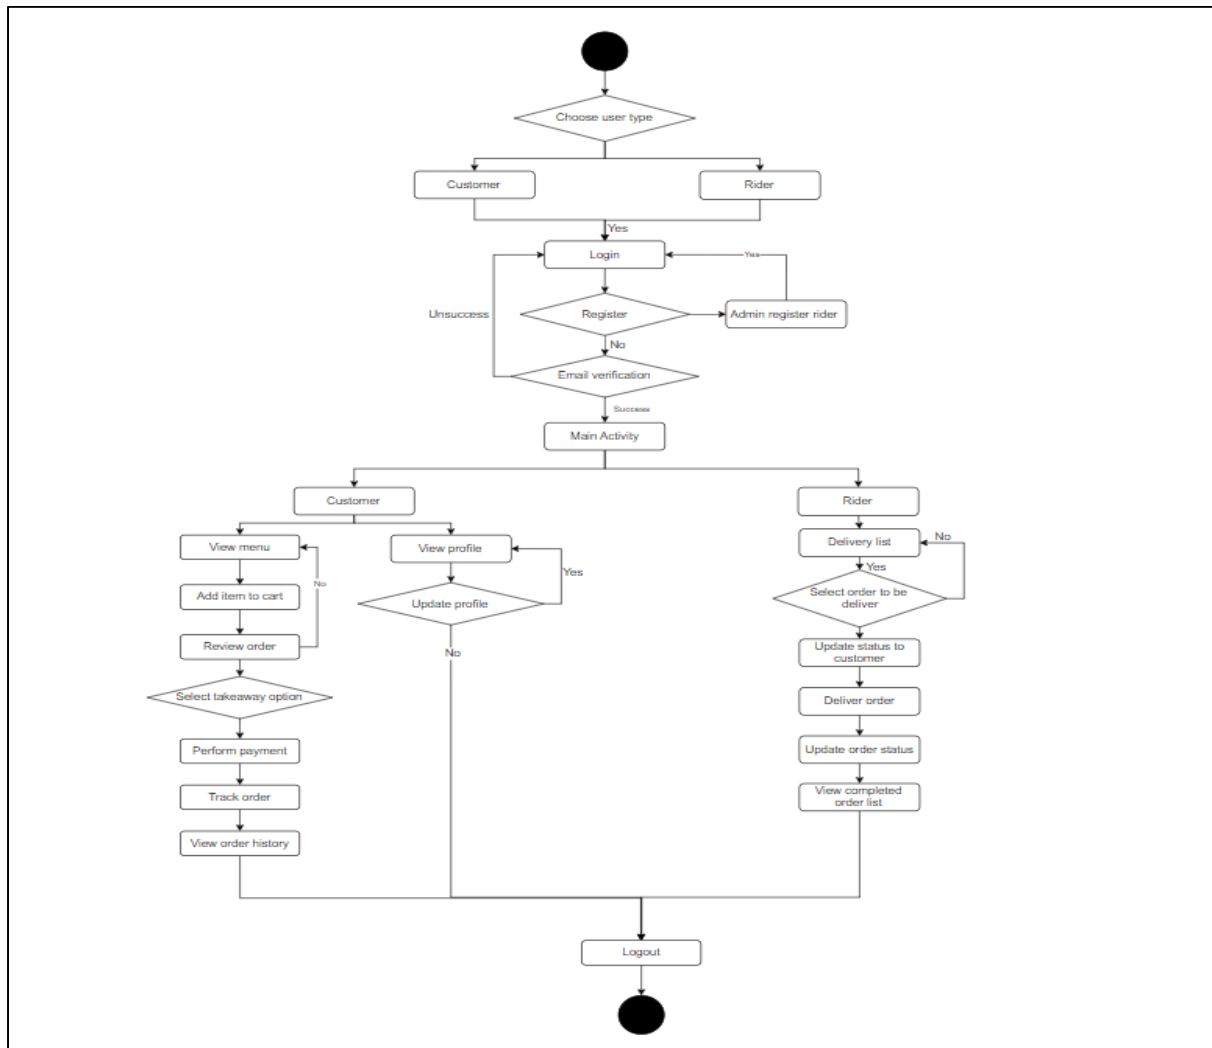 Choose user type
Customer
Rider
Yes
Login
Yes
Unsuccess
Register
Admin register rider
No
Email verification
Success
Main Activity
Customer
Rider
View menu
View profile
Delivery list
No
No
Yes
Yes
Add item to cart
Update profile
Select order to be
deliver
Review order
No
Update status to
customer
Select takeaway option
Deliver order
Perform payment
Update order status
Track order
View completed
order list
View order history
Logout